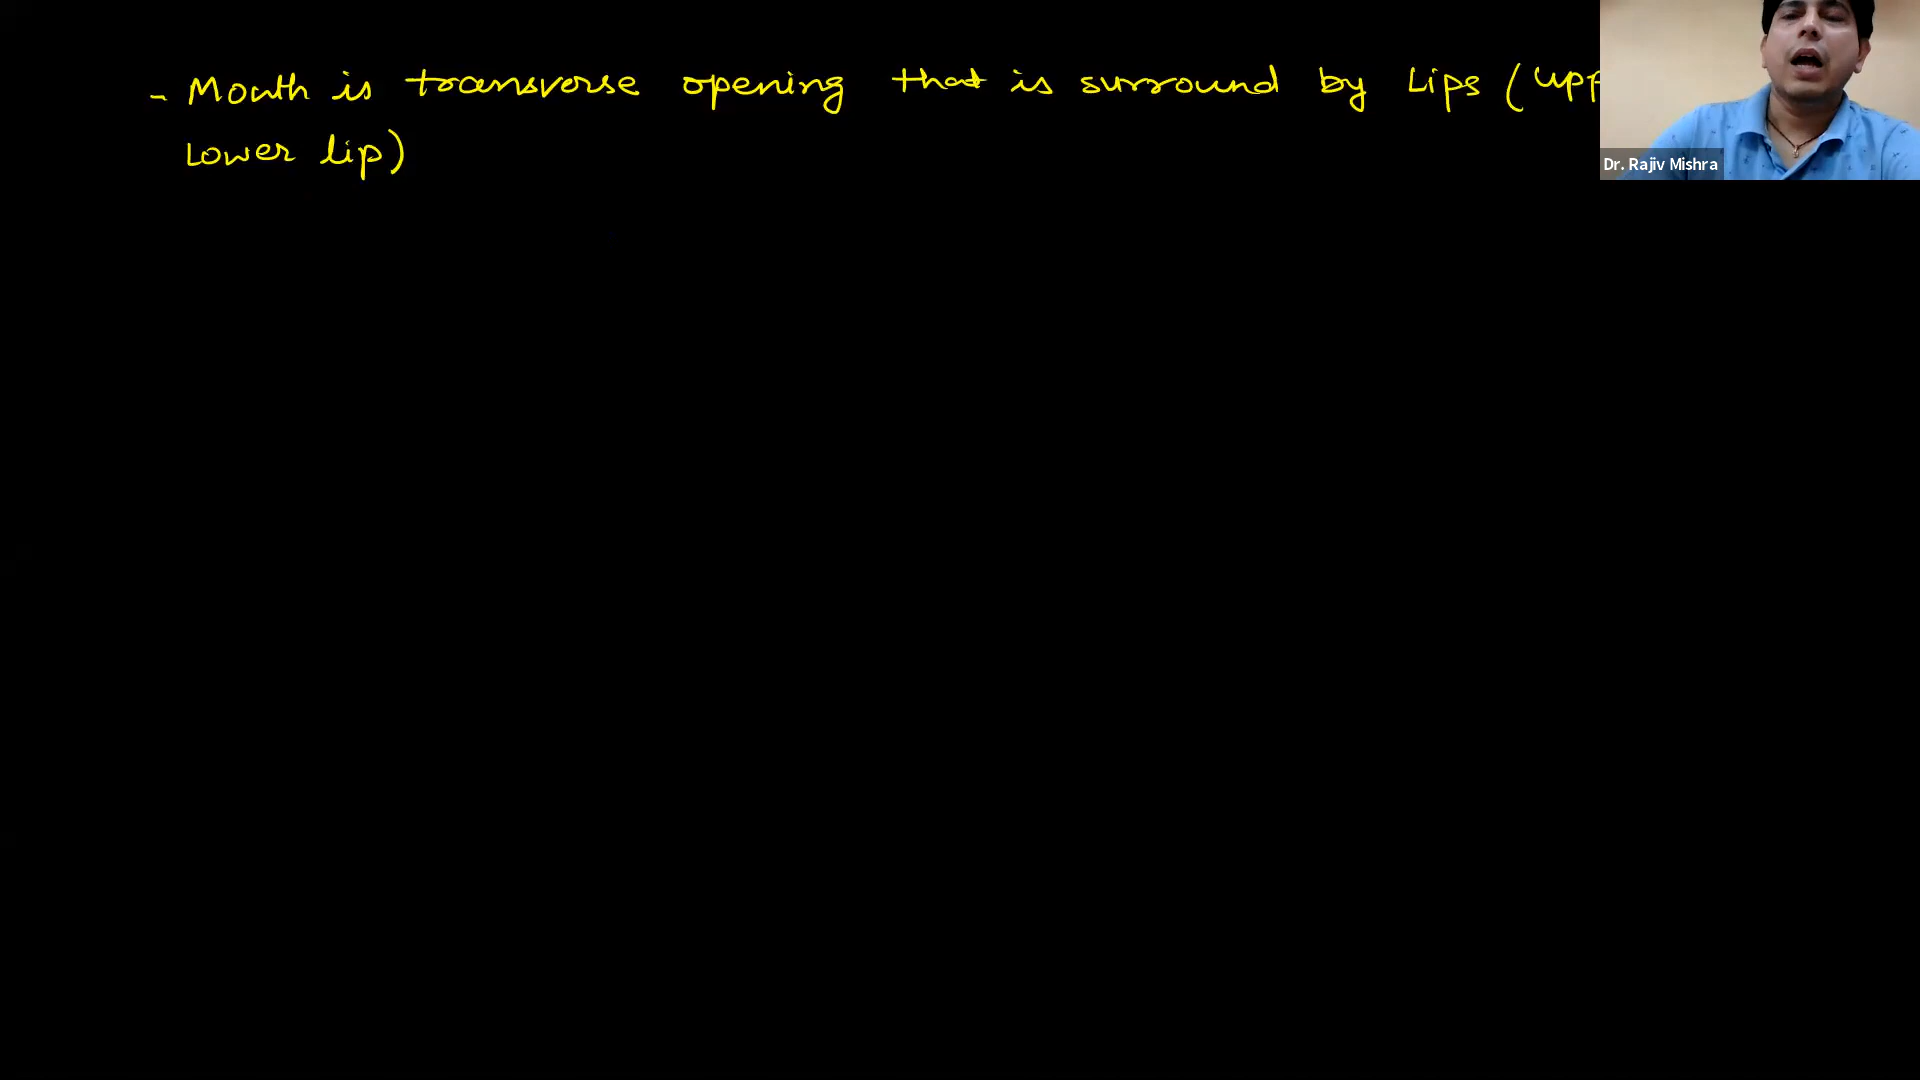 - Mouth is transverse opening that is surround by Lips (upp
Lower lip)
Dr. Rajiv Mishra